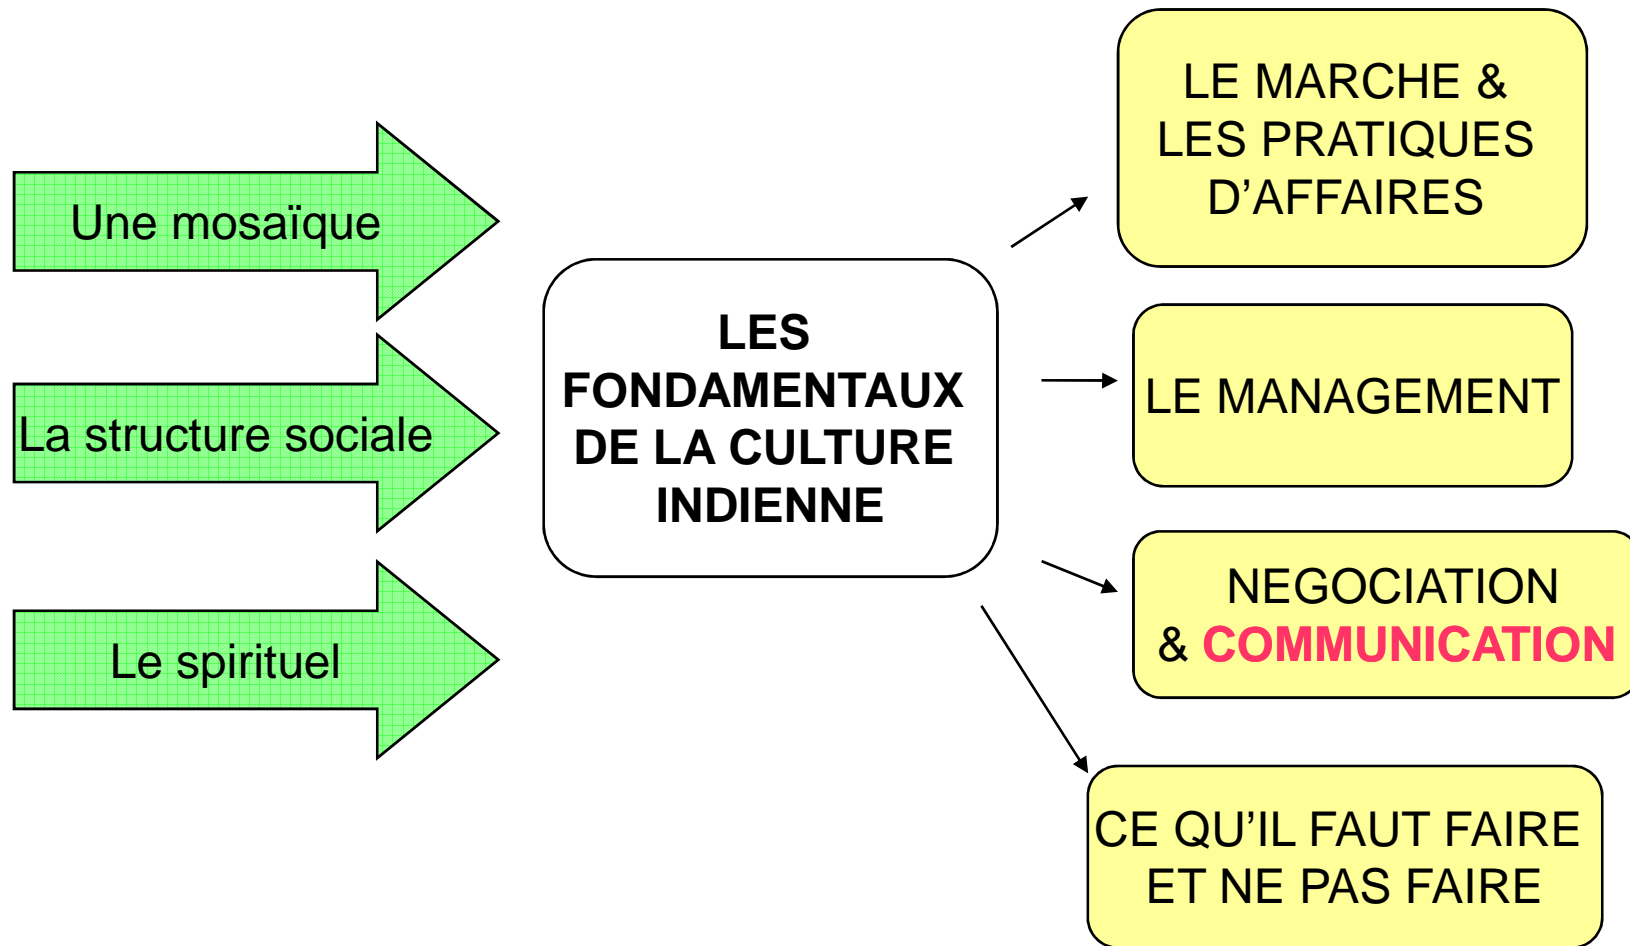 Une mosaïque
La structure sociale
Le spirituel
LES
FONDAMENTAUX
DE LA CULTURE
INDIENNE
LE MARCHE &
LES PRATIQUES
D’AFFAIRES
LE MANAGEMENT
NEGOCIATION
& COMMUNICATION
CE QU’IL FAUT FAIRE
ET NE PAS FAIRE